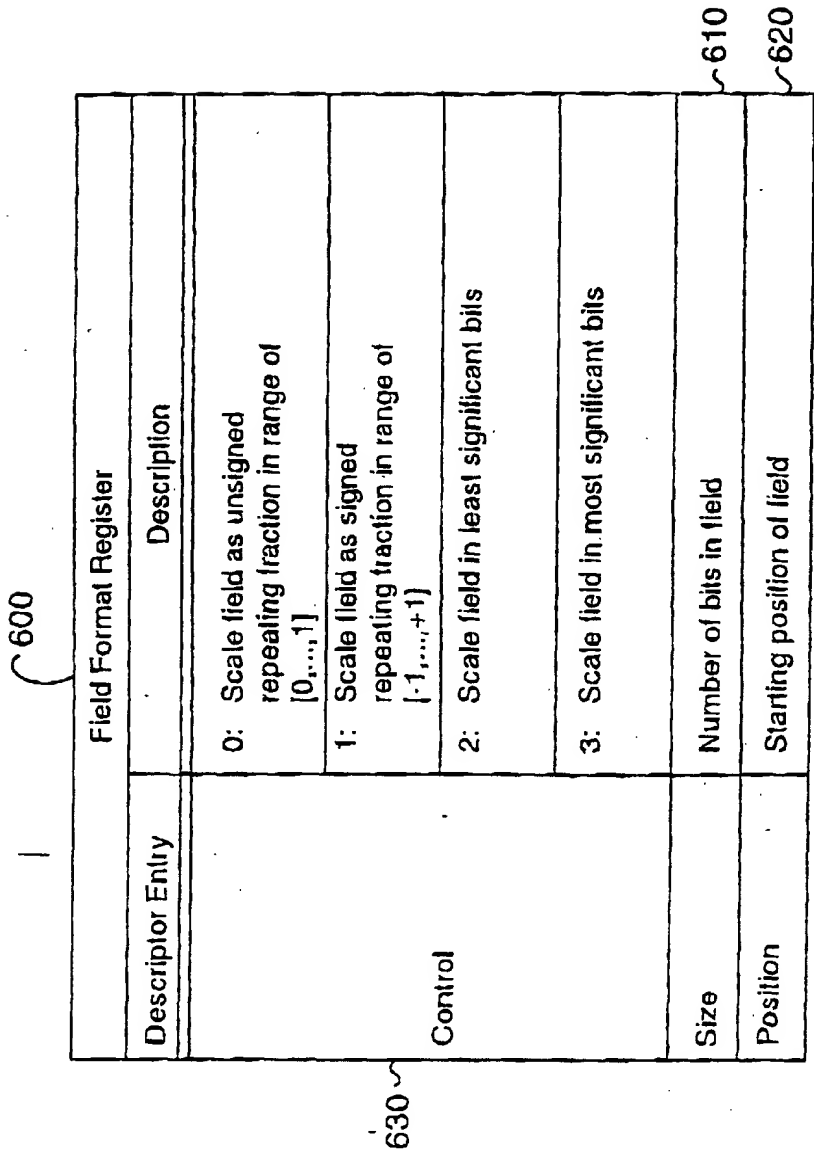 600
Field Format Register
Descriptor Entry
Description
630
Control
0: Scale field as unsigned
repeating fraction in range of
[0,...,1]
1: Scale field as signed
repeating fraction in range of
[-1,...,+1]
2: Scale field in least significant bits
3: Scale field in most significant bits
Size
Number of bits in field
610
Position
Starting position of field
620